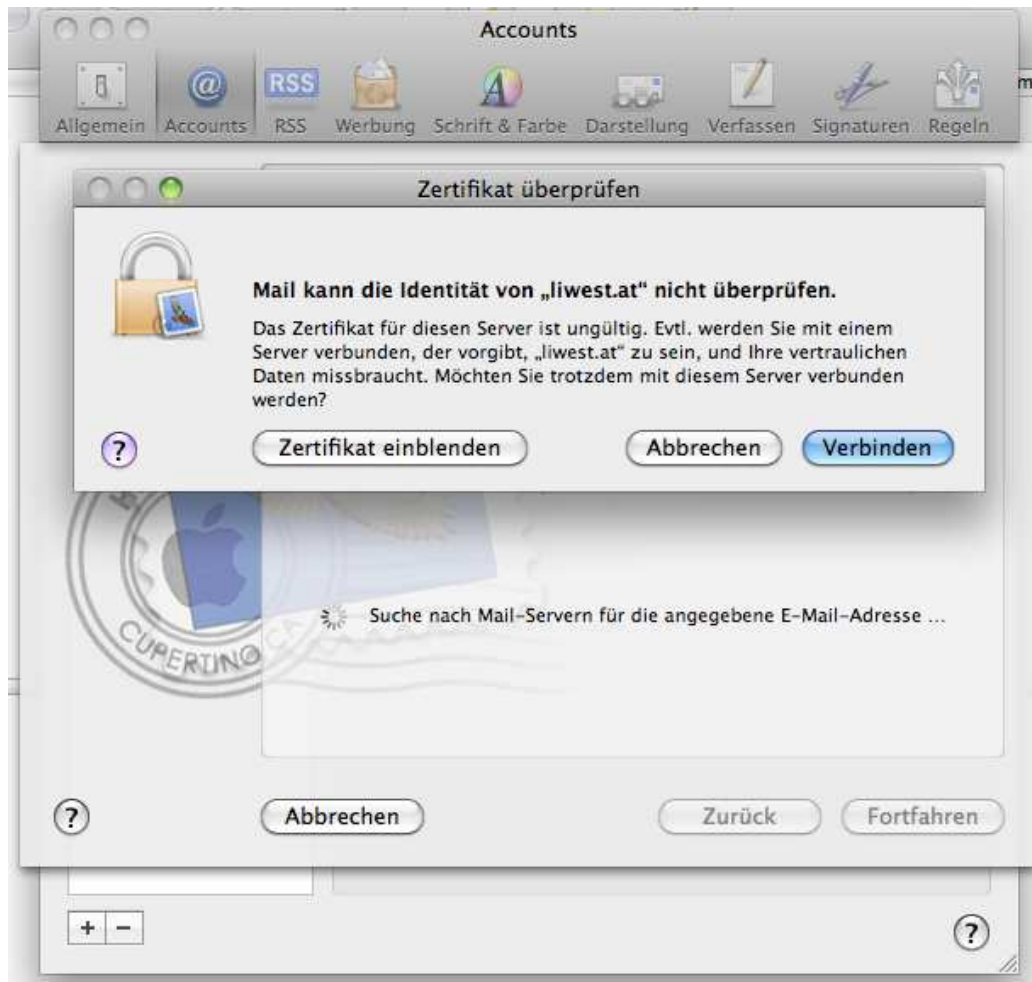 Accounts
RSS
Allgemein Accounts RSS Werbung Schrift & Farbe Darstellung Verfassen Signaturen Regeln
Zertifikat überprüfen
Mail kann die Identität von „liwest.at“ nicht überprüfen.
Das Zertifikat für diesen Server ist ungültig. Evtl. werden Sie mit einem
Server verbunden, der vorgibt, „liwest.at“ zu sein, und Ihre vertraulichen
Daten missbraucht. Möchten Sie trotzdem mit diesem Server verbunden
werden?
? Zertifikat einblenden Abbrechen Verbinden
Suche nach Mail-Servern für die angegebene E-Mail-Adresse ...
CUPERTINO CA
? Abbrechen Zurück Fortfahren
+ − ?